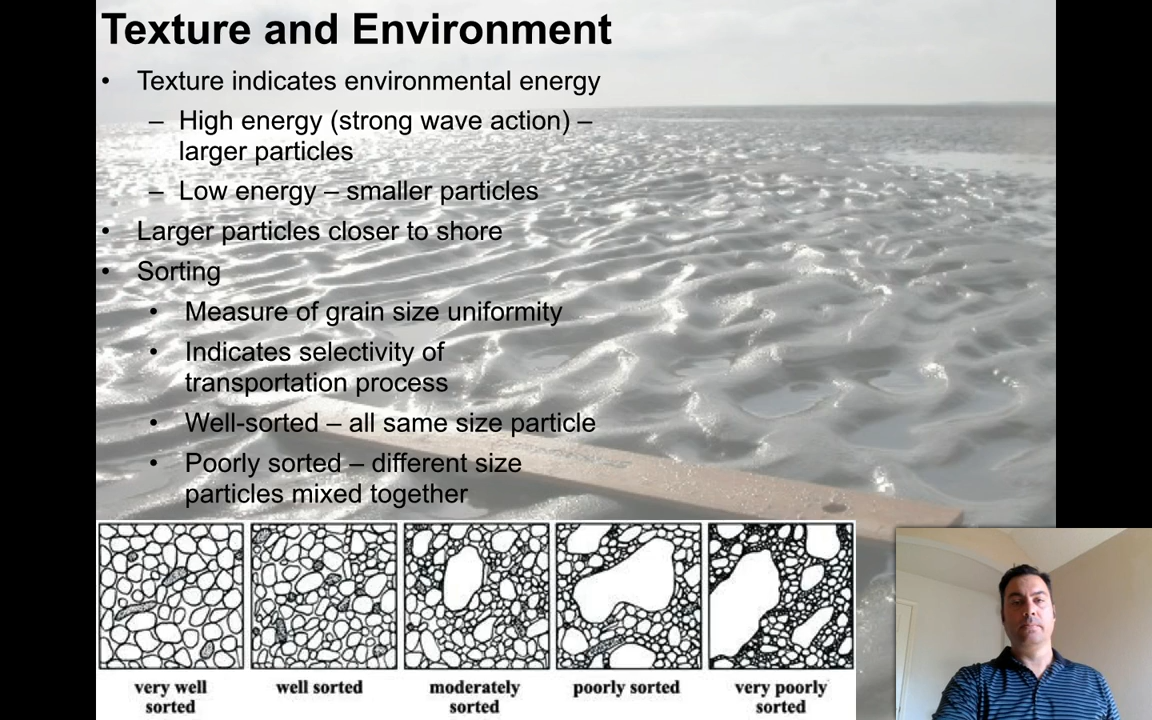 Texture and Environment
• Texture indicates environmental energy
– High energy (strong wave action) –
larger particles
– Low energy – smaller particles
• Larger particles closer to shore
• Sorting
• Measure of grain size uniformity
• Indicates selectivity of
transportation process
• Well-sorted – all same size particle
• Poorly sorted – different size
particles mixed together
very well
sorted
well sorted
moderately
sorted
poorly sorted
very poorly
sorted